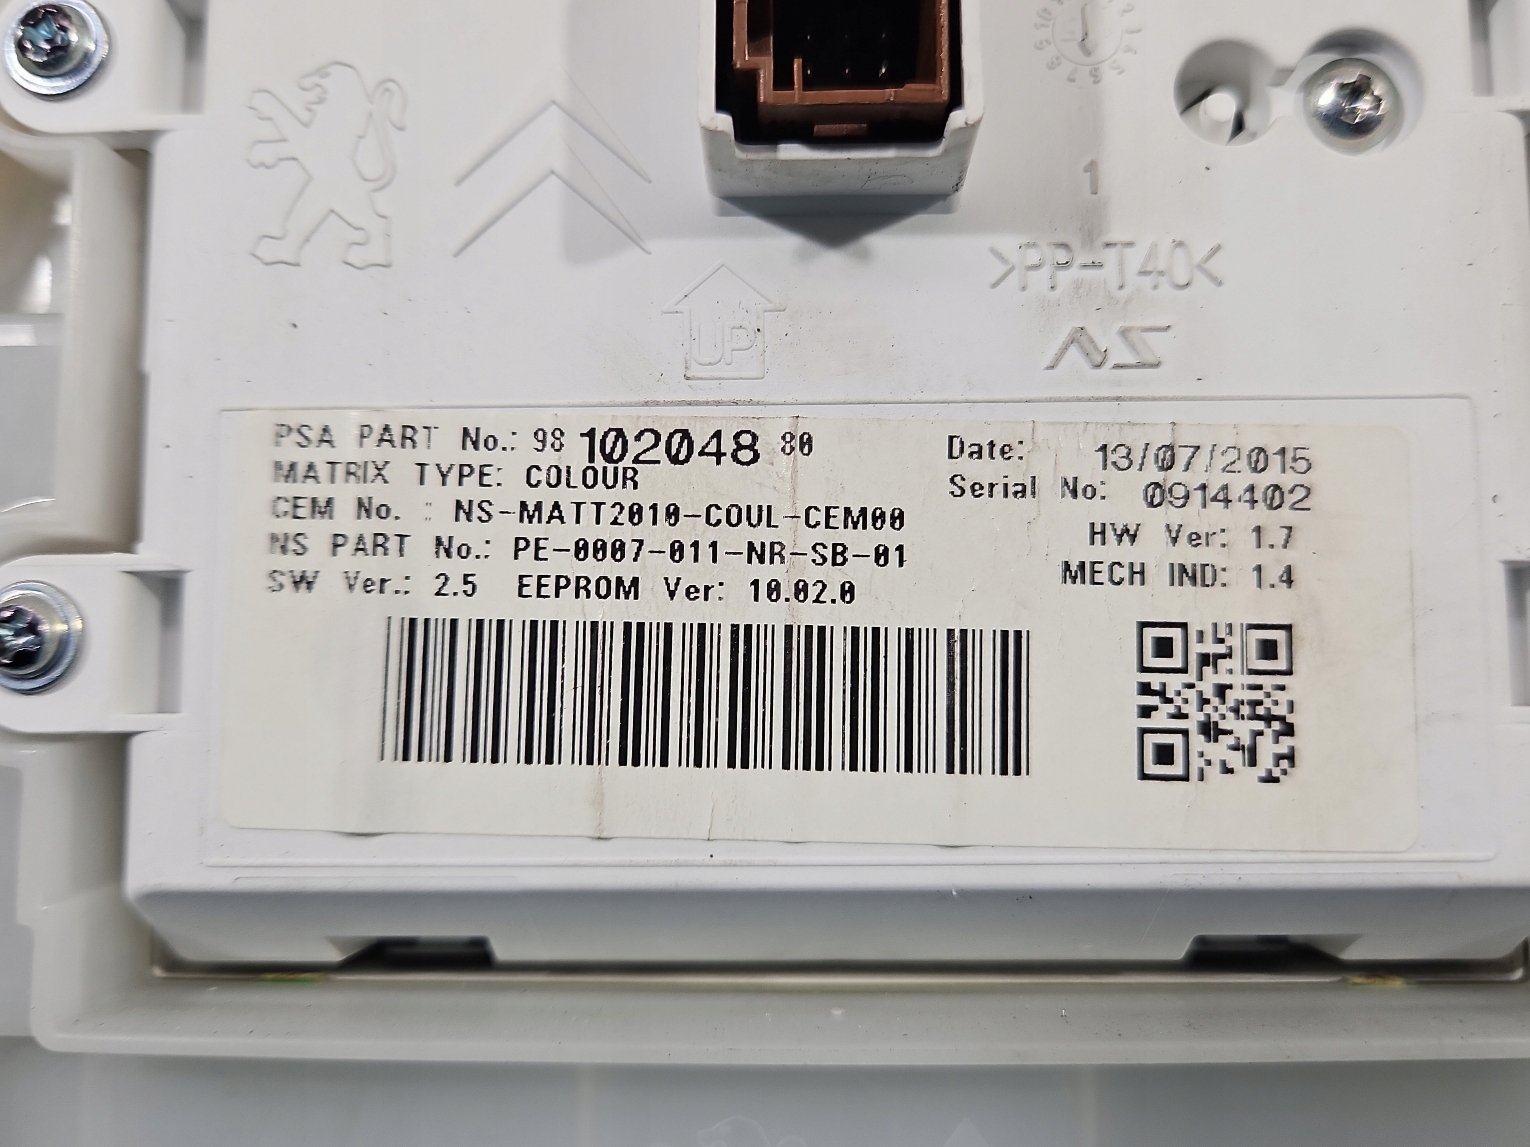 1
>PP-T40<
UP
NS
PSA PART No.: 98 102048 80
MATRIX TYPE: COLOUR
CEM No. : NS-MATT2010-COUL-CEM00
NS PART No.: PE-0007-011-NR-SB-01
SW Ver.: 2.5 EEPROM Ver: 10.02.0
Date: 13/07/2015
Serial No: 0914402
HW Ver: 1.7
MECH IND: 1.4